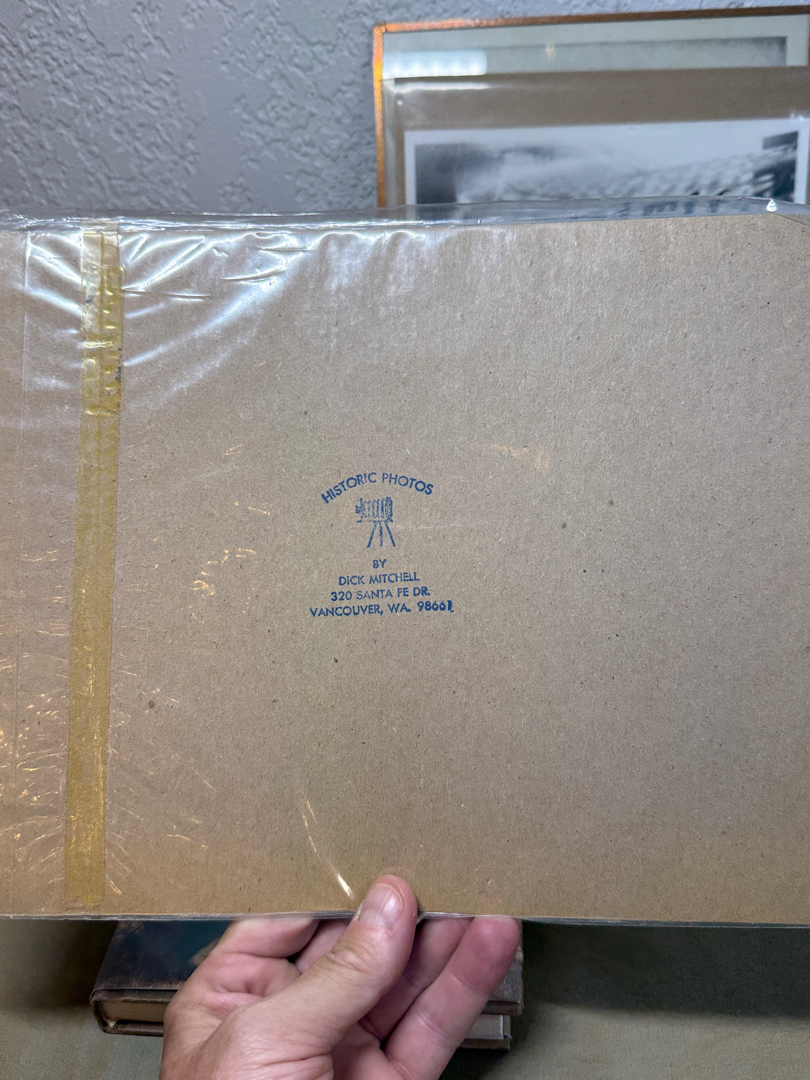 HISTORIC PHOTOS
BY
DICK MITCHELL
320 SANTA FE DR.
VANCOUVER, WA. 98661